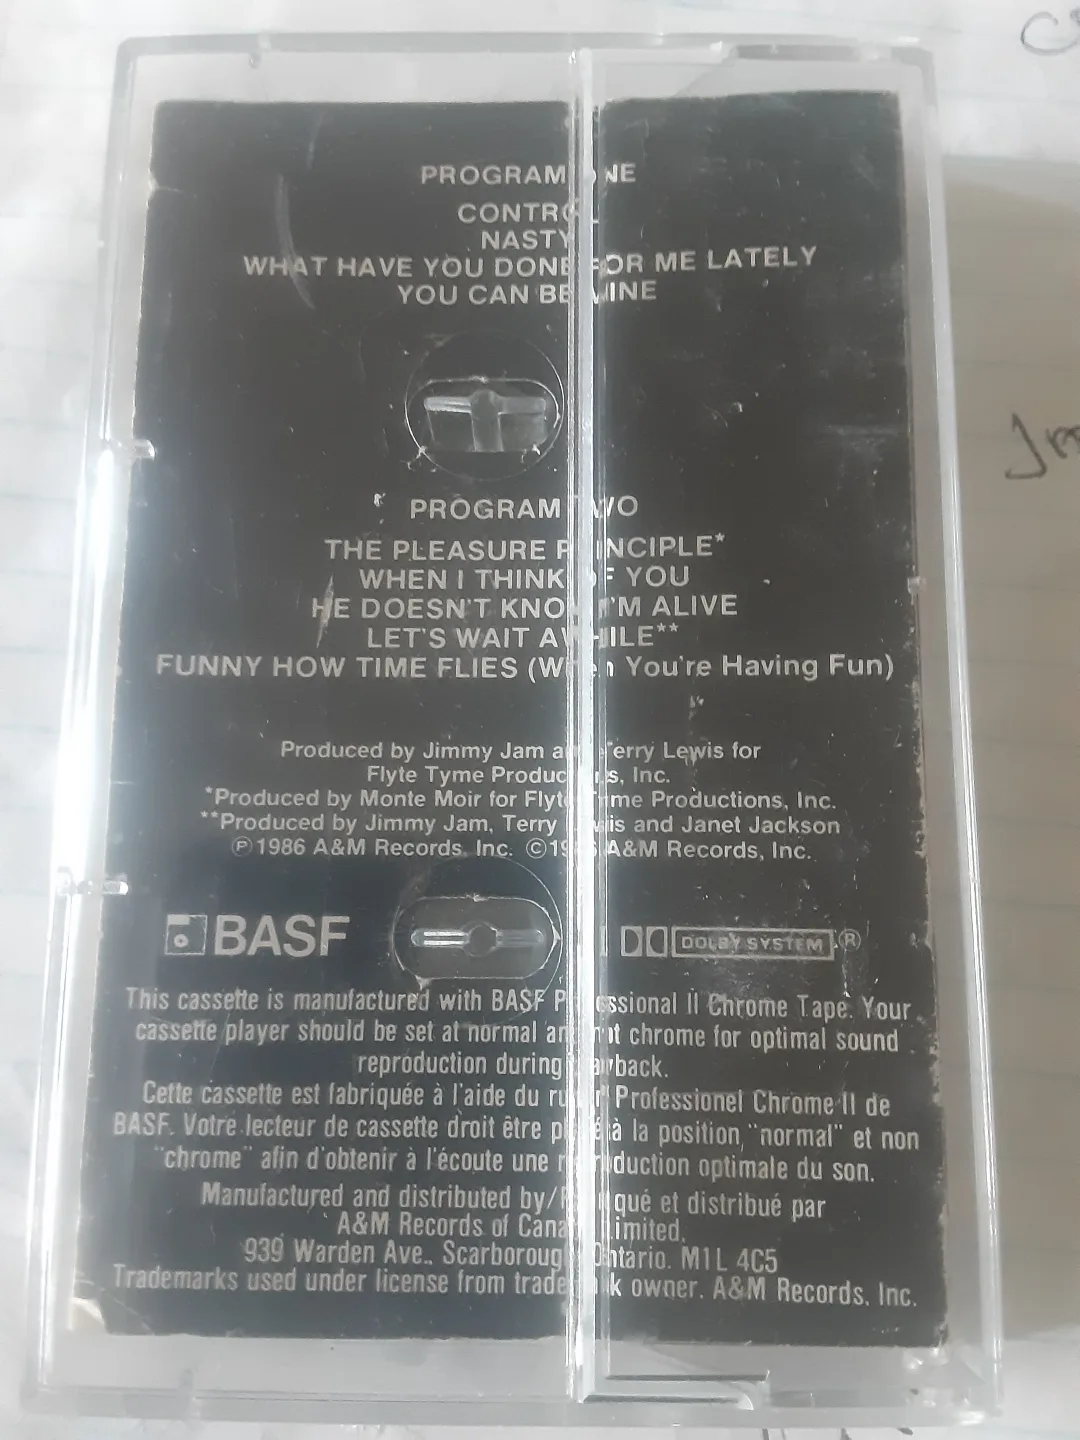 PROGRAM ONE
CONTROL
NASTY
WHAT HAVE YOU DONE FOR ME LATELY
YOU CAN BE MINE
PROGRAM TWO
THE PLEASURE PRINCIPLE*
WHEN I THINK OF YOU
HE DOESN'T KNOW I'M ALIVE
LET'S WAIT AWHILE**
FUNNY HOW TIME FLIES (When You're Having Fun)
Produced by Jimmy Jam and Terry Lewis for
Flyte Tyme Productions, Inc.
*Produced by Monte Moir for Flyte Tyme Productions, Inc.
**Produced by Jimmy Jam, Terry Lewis and Janet Jackson
℗1986 A&M Records, Inc. ©1986 A&M Records, Inc.
BASF DOLBY SYSTEM ®
This cassette is manufactured with BASF Professional II Chrome Tape. Your
cassette player should be set at normal and not chrome for optimal sound
reproduction during playback.
Cette cassette est fabriquée à l'aide du ruban Professionel Chrome II de
BASF. Votre lecteur de cassette droit être placé à la position "normal" et non
"chrome" afin d'obtenir à l'écoute une reproduction optimale du son.
Manufactured and distributed by/Fabriqué et distribué par
A&M Records of Canada Limited.
939 Warden Ave., Scarborough Ontario. M1L 4C5
Trademarks used under license from trademark owner. A&M Records, Inc.